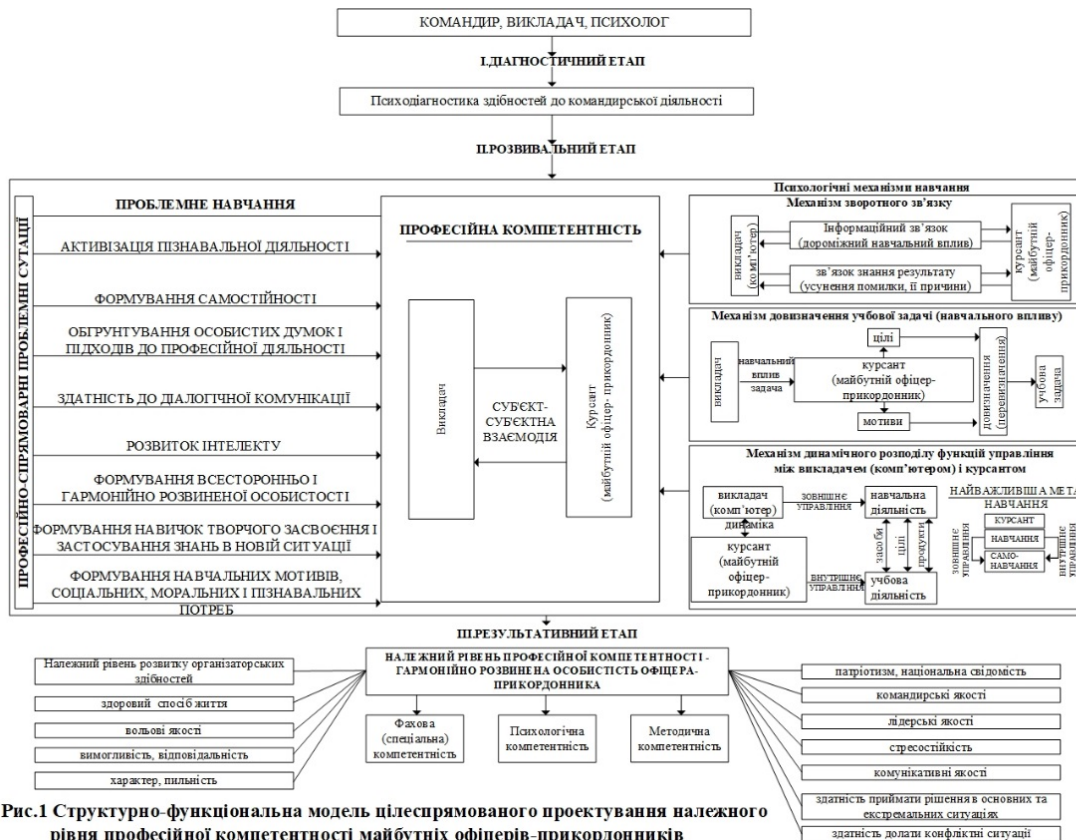 КОМАНДИР, ВИКЛАДАЧ, ПСИХОЛОГ
І.ДІАГНОСТИЧНИЙ ЕТАП
Психодіагностика здібностей до командирської діяльності
ІІ.РОЗВИВАЛЬНИЙ ЕТАП
ПРОФЕСІЙНО-СПРЯМОВАРНІ ПРОБЛЕМНІ СУТАЦІЇ
ПРОБЛЕМНЕ НАВЧАННЯ
АКТИВІЗАЦІЯ ПІЗНАВАЛЬНОЇ ДІЯЛЬНОСТІ
ФОРМУВАННЯ САМОСТІЙНОСТІ
ОБГРУНТУВАННЯ ОСОБИСТИХ ДУМОК І
ПІДХОДІВ ДО ПРОФЕСІЙНОЇ ДІЯЛЬНОСТІ
ЗДАТНІСТЬ ДО ДІАЛОГІЧНОЇ КОМУНІКАЦІЇ
РОЗВИТОК ІНТЕЛЕКТУ
ФОРМУВАННЯ ВСЕСТОРОННЬО І
ГАРМОНІЙНО РОЗВИНЕНОЇ ОСОБИСТОСТІ
ФОРМУВАННЯ НАВИЧОК ТВОРЧОГО ЗАСВОЄННЯ І
ЗАСТОСУВАННЯ ЗНАНЬ В НОВІЙ СИТУАЦІЇ
ФОРМУВАННЯ НАВЧАЛЬНИХ МОТИВІВ,
СОЦІАЛЬНИХ, МОРАЛЬНИХ І ПІЗНАВАЛЬНИХ
ПОТРЕБ
ПРОФЕСІЙНА КОМПЕТЕНТНІСТЬ
Викладач
СУБ'ЄКТ-
СУБ'ЄКТНА
ВЗАЄМОДІЯ
Курсант
(майбутній офіцер- прикордонник)
Психологічні механізми навчання
Механізм зворотного зв'язку
викладач
(комп'ютер)
Інформаційний зв'язок
(дороміжний навчальний вплив)
зв'язок знання результату
(усунення помилки, її причини)
курсант
(майбутній
офіцер-
прикордонник)
Механізм довизначення учбової задачі (навчального впливу)
викладач
навчальний
вплив
задача
цілі
курсант
(майбутній офіцер-
прикордонник)
мотиви
довизначення
(перевизначення)
учбова
задача
Механізм динамічного розподілу функцій управління
між викладачем (комп'ютером) і курсантом
викладач
(комп'ютер)
динаміка
курсант
(майбутній
офіцер-
прикордонник)
ЗОВНІШНЄ
УПРАВЛІННЯ
ВНУТРІШНЄ
УПРАВЛІННЯ
навчальна
діяльність
засоби
цілі
продукти
учбова
діяльність
НАЙВАЖЛИВІША МЕТА
НАВЧАННЯ
ЗОВНІШНЄ
УПРАВЛІННЯ
КУРСАНТ
НАВЧАННЯ
САМО-
НАВЧАННЯ
ВНУТРІШНЄ
УПРАВЛІННЯ
ІІІ.РЕЗУЛЬТАТИВНИЙ ЕТАП
НАЛЕЖНИЙ РІВЕНЬ ПРОФЕСІЙНОЇ КОМПЕТЕНТНОСТІ -
ГАРМОНІЙНО РОЗВИНЕНА ОСОБИСТІСТЬ ОФІЦЕРА-
ПРИКОРДОННИКА
Належний рівень розвитку організаторських
здібностей
здоровий спосіб життя
вольові якості
вимогливість, відповідальність
характер, пильність
Фахова
(спеціальна)
компетентність
Психологічна
компетентність
Методична
компетентність
патріотизм, національна свідомість
командирські якості
лідерські якості
стресостійкість
комунікативні якості
здатність приймати рішення в основних та
екстремальних ситуаціях
здатність долати конфліктні ситуації
Рис.1 Структурно-функціональна модель цілеспрямованого проектування належного
рівня професійної компетентності майбутніх офіцерів-прикордонників